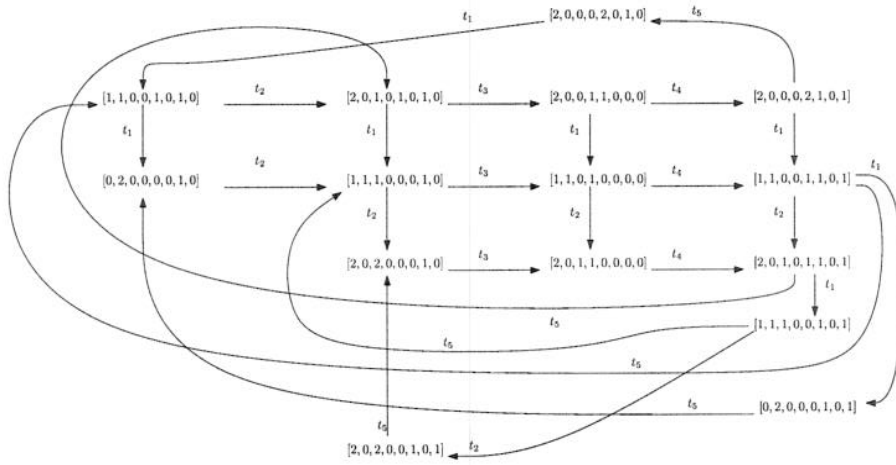 [2,0,0,0,2,0,1,0]
t₁
t₅
[1,1,0,0,1,0,1,0]
t₂
[2,0,1,0,1,0,1,0]
t₃
[2,0,0,1,1,0,0,0]
t₄
[2,0,0,0,2,1,0,1]
t₁
t₁
t₁
t₁
t₁
[0,2,0,0,0,0,1,0]
t₂
[1,1,1,0,0,0,1,0]
t₃
[1,1,0,1,0,0,0,0]
t₄
[1,1,0,0,1,1,0,1]
t₂
t₂
t₂
[2,0,2,0,0,0,1,0]
t₃
[2,0,1,1,0,0,0,0]
t₄
[2,0,1,0,1,1,0,1]
t₁
t₅
[1,1,1,0,0,1,0,1]
t₅
t₅
t₅
[0,2,0,0,0,1,0,1]
t₅
[2,0,2,0,0,1,0,1]
t₂